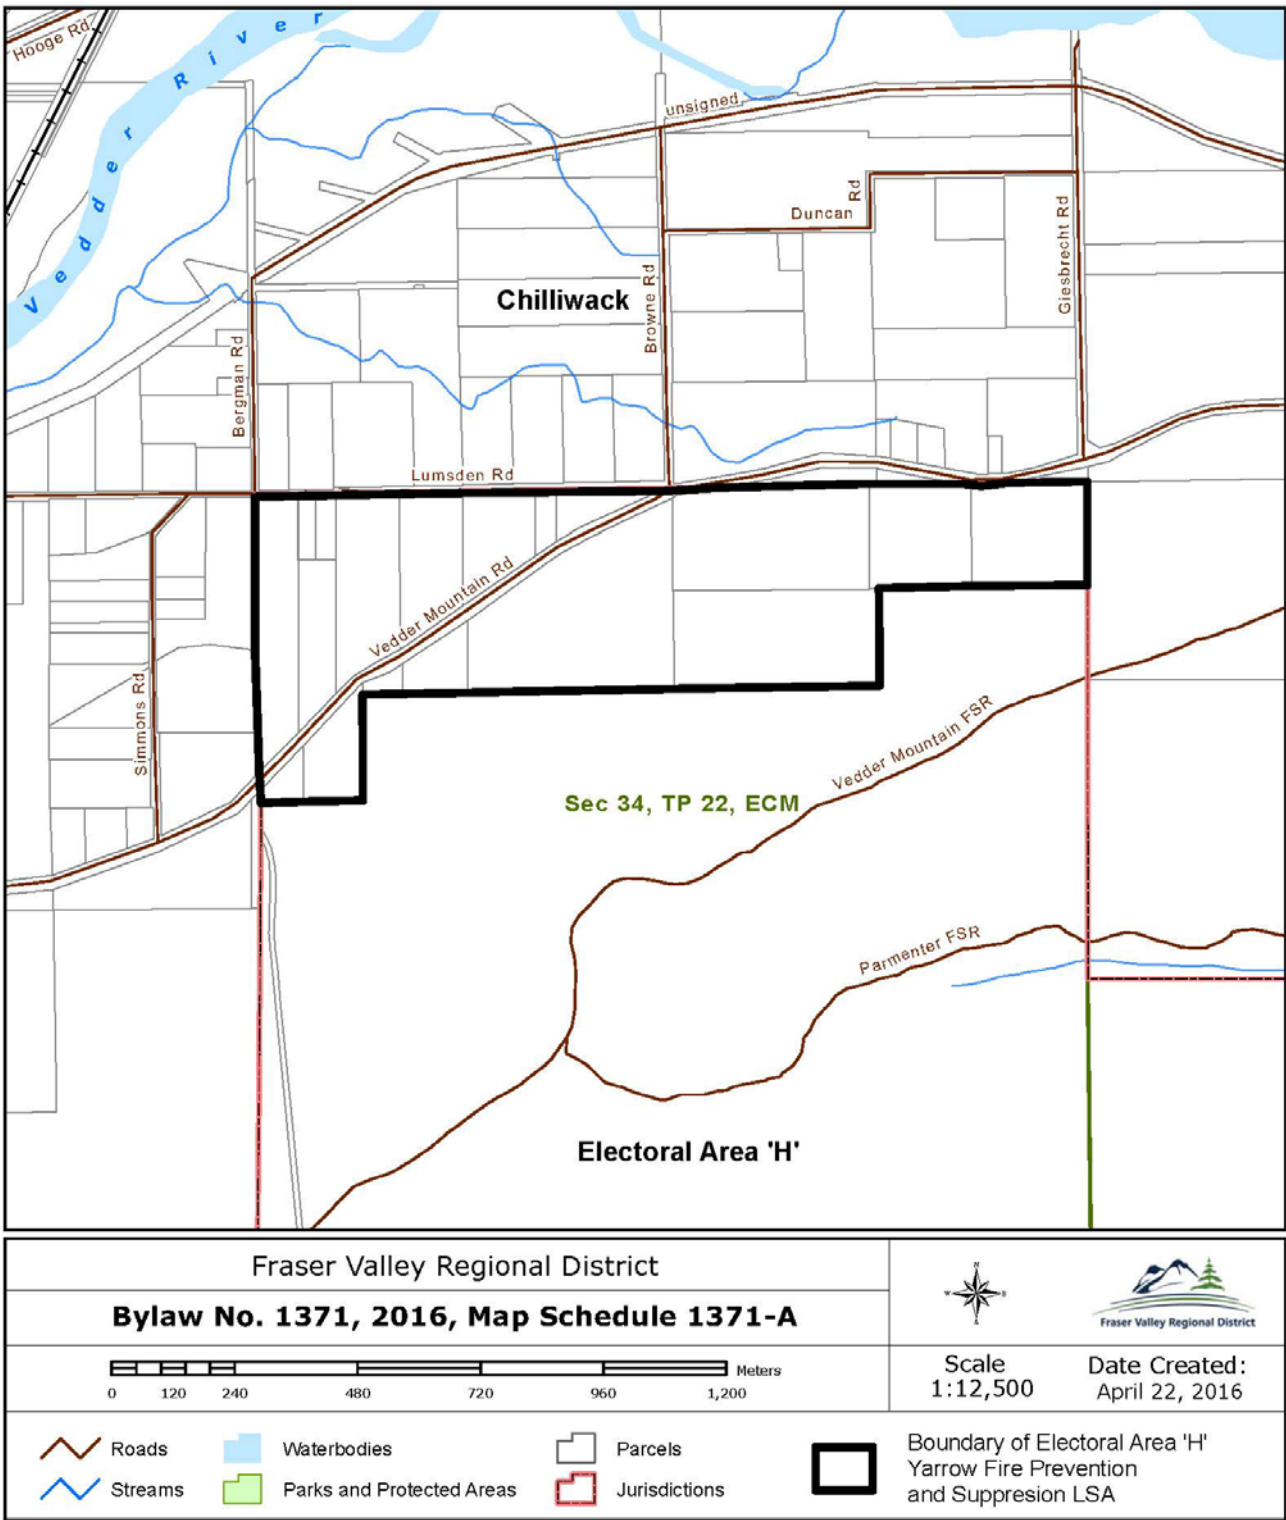 Hooge Rd
Vedder River
unsigned
Duncan Rd
Giesbrecht Rd
Browne Rd
Chilliwack
Bergman Rd
Lumsden Rd
Vedder Mountain Rd
Simmons Rd
Vedder Mountain FSR
Sec 34, TP 22, ECM
Parmenter FSR
Electoral Area 'H'
Fraser Valley Regional District
Bylaw No. 1371, 2016, Map Schedule 1371-A
Meters
0 120 240 480 720 960 1,200
N
W
Fraser Valley Regional District
Scale
1:12,500
Date Created:
April 22, 2016
Roads
Streams
Waterbodies
Parks and Protected Areas
Parcels
Jurisdictions
Boundary of Electoral Area 'H'
Yarrow Fire Prevention
and Suppresion LSA